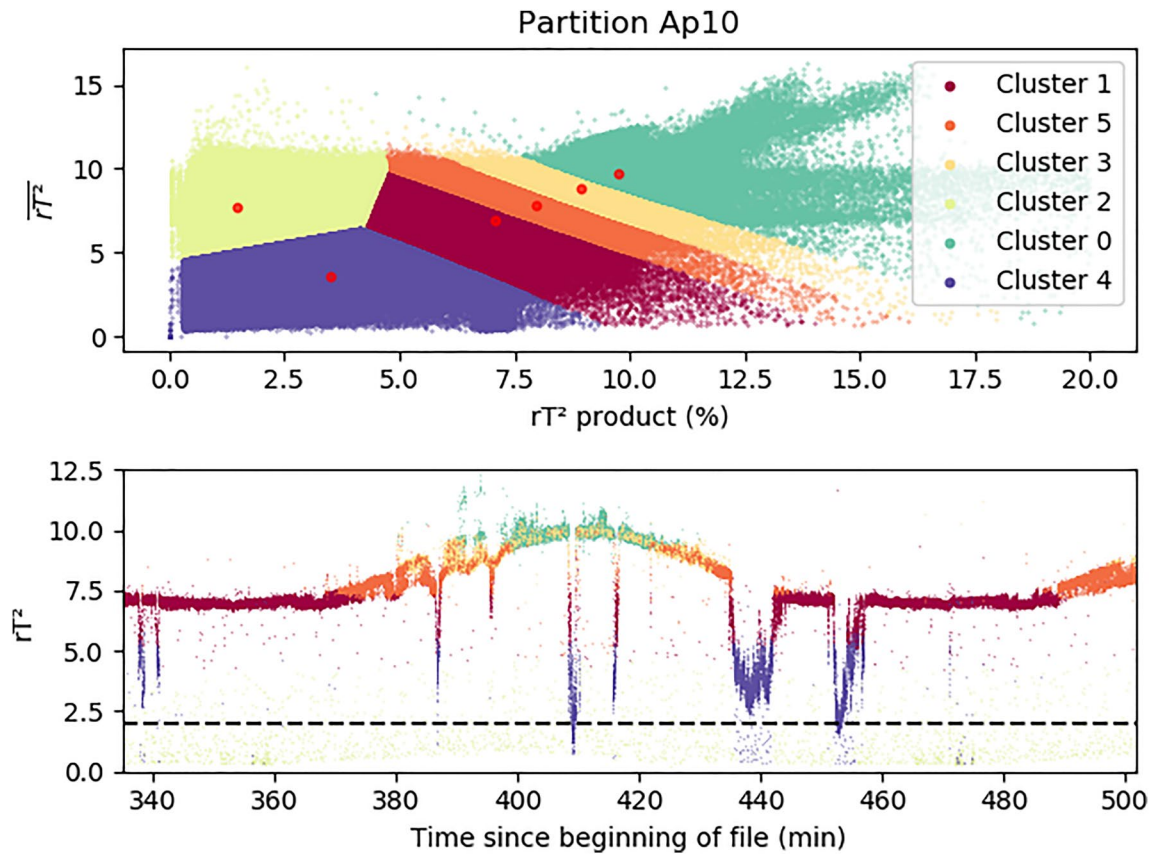 Partition Ap10
15
10
5
0
rT²
Cluster 1
Cluster 5
Cluster 3
Cluster 2
Cluster 0
Cluster 4
0.0 2.5 5.0 7.5 10.0 12.5 15.0 17.5 20.0
rT² product (%)
12.5
10.0
7.5
5.0
2.5
0.0
rT²
340 360 380 400 420 440 460 480 500
Time since beginning of file (min)